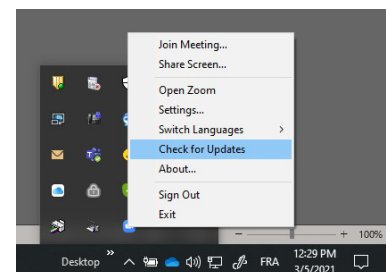 Join Meeting...
Share Screen...
Open Zoom
Settings...
Switch Languages >
Check for Updates
About...
Sign Out
Exit
− + 100%
Desktop » FRA 12:29 PM
3/5/2021